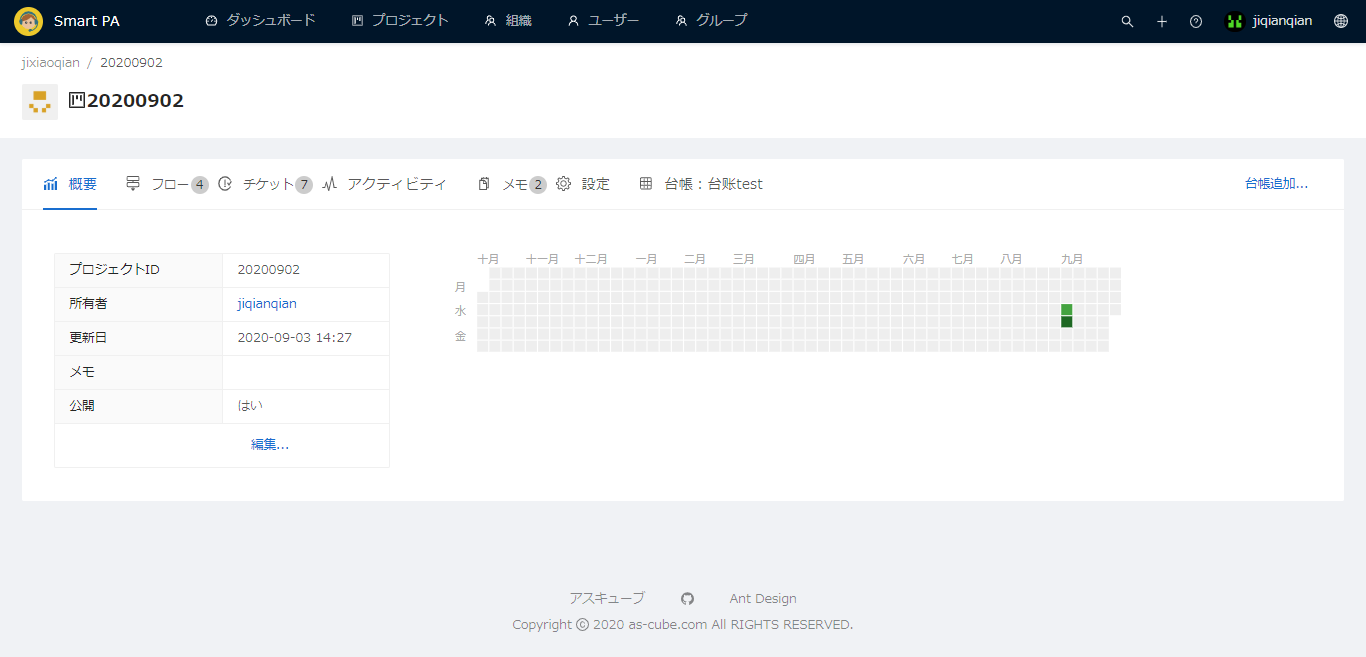 Smart PA ダッシュボード プロジェクト 組織 ユーザー グループ jiqianqian
jixiaoqian / 20200902
20200902
概要 フロー 4 チケット 7 アクティビティ メモ 2 設定 台帳：台账test 台帳追加...
十月 十一月 十二月 一月 二月 三月 四月 五月 六月 七月 八月 九月
プロジェクトID 20200902
月
所有者 jiqianqian
水
更新日 2020-09-03 14:27
金
メモ
公開 はい
編集...
アスキューブ Ant Design
Copyright © 2020 as-cube.com All RIGHTS RESERVED.